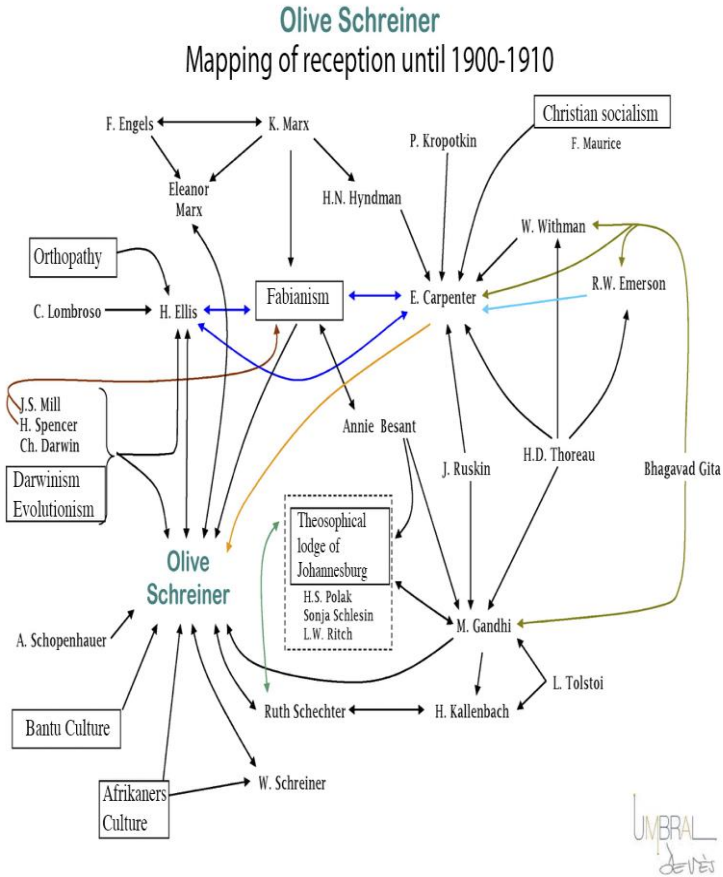 Olive Schreiner
Mapping of reception until 1900-1910
Christian socialism
F. Maurice
F. Engels
K. Marx
P. Kropotkin
Eleanor
Marx
H.N. Hyndman
W. Withman
Orthopathy
R.W. Emerson
C. Lombroso
H. Ellis
Fabianism
E. Carpenter
J.S. Mill
H. Spencer
Ch. Darwin
Darwinism
Evolutionism
Annie Besant
J. Ruskin
H.D. Thoreau
Bhagavad Gita
Theosophical
lodge of
Johannesburg
H.S. Polak
Sonja Schlesin
L.W. Ritch
Olive
Schreiner
A. Schopenhauer
M. Gandhi
L. Tolstoi
Bantu Culture
Ruth Schechter
H. Kallenbach
Afrikaners
Culture
W. Schreiner
UMBRAL
devés